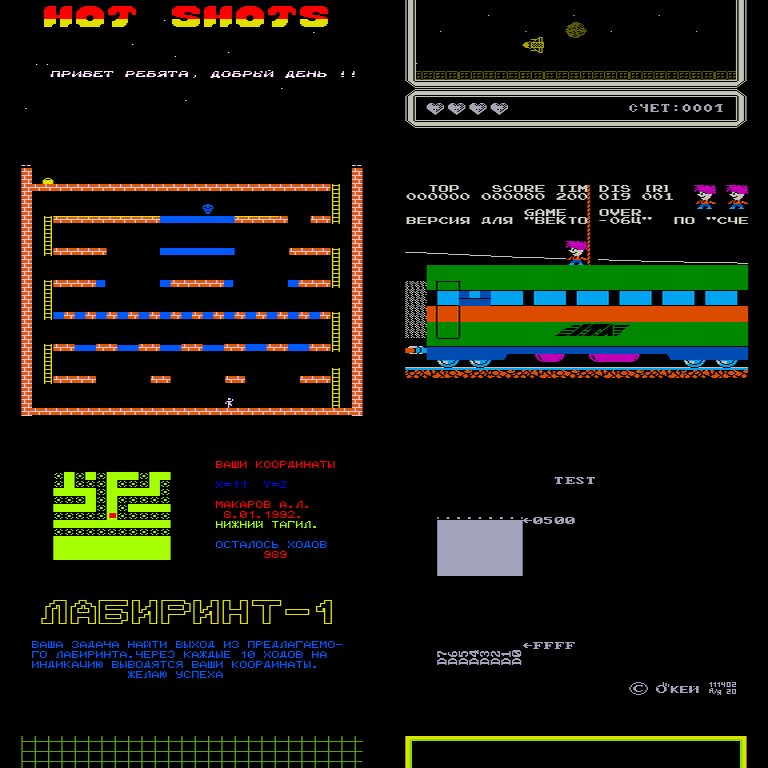 HOT SHOTS
ПРИВЕТ РЕБЯТА, ДОБРЫЙ ДЕНЬ !!
СЧЕТ:0001
TOP SCORE TIM DIS [R]
000000 000000 200 019 001
GAME OVER
ВЕРСИЯ ДЛЯ "ВЕКТО -06Ц" ПО "СЧЕ
ВАШИ КООРДИНАТЫ
X=11 Y=2
МАКАРОВ А.Л.
8.01.1992.
НИЖНИЙ ТАГИЛ.
ОСТАЛОСЬ ХОДОВ
989
ЛАБИРИНТ-1
ВАША ЗАДАЧА НАЙТИ ВЫХОД ИЗ ПРЕДЛАГАЕМО-
ГО ЛАБИРИНТА.ЧЕРЕЗ КАЖДЫЕ 10 ХОДОВ НА
ИНДИКАЦИЮ ВЫВОДЯТСЯ ВАШИ КООРДИНАТЫ.
ЖЕЛАЮ УСПЕХА
TEST
←0500
←FFFF
D7 D6 D5 D4 D3 D2 D1 D0
© О'КЕЙ 111402
А/Я 20